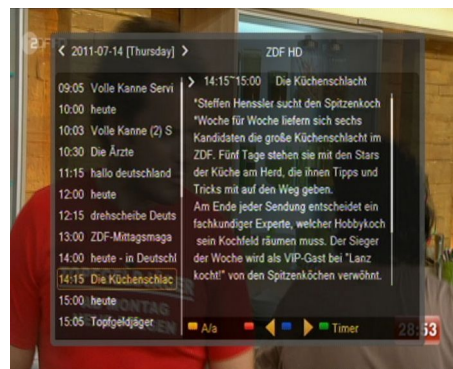 ZDF HD
2011-07-14 [Thursday]
ZDF HD
09:05 Volle Kanne Servi
10:00 heute
10:03 Volle Kanne (2) S
10:30 Die Ärzte
11:15 hallo deutschland
12:00 heute
12:15 drehscheibe Deuts
13:00 ZDF-Mittagsmaga
14:00 heute - in Deutschl
14:15 Die Küchenschlac
15:00 heute
15:05 Topfgeldjäger
14:15~15:00 Die Küchenschlacht
"Steffen Henssler sucht den Spitzenkoch
"Woche für Woche liefern sich sechs
Kandidaten die große Küchenschlacht im
ZDF. Fünf Tage stehen sie mit den Stars
der Küche am Herd, die ihnen Tipps und
Tricks mit auf den Weg geben.
Am Ende jeder Sendung entscheidet ein
fachkundiger Experte, welcher Hobbykoch
sein Kochfeld räumen muss. Der Sieger
der Woche wird als VIP-Gast bei "Lanz
kocht!" von den Spitzenköchen verwöhnt.
A/a
Timer
MONTAG
28:53